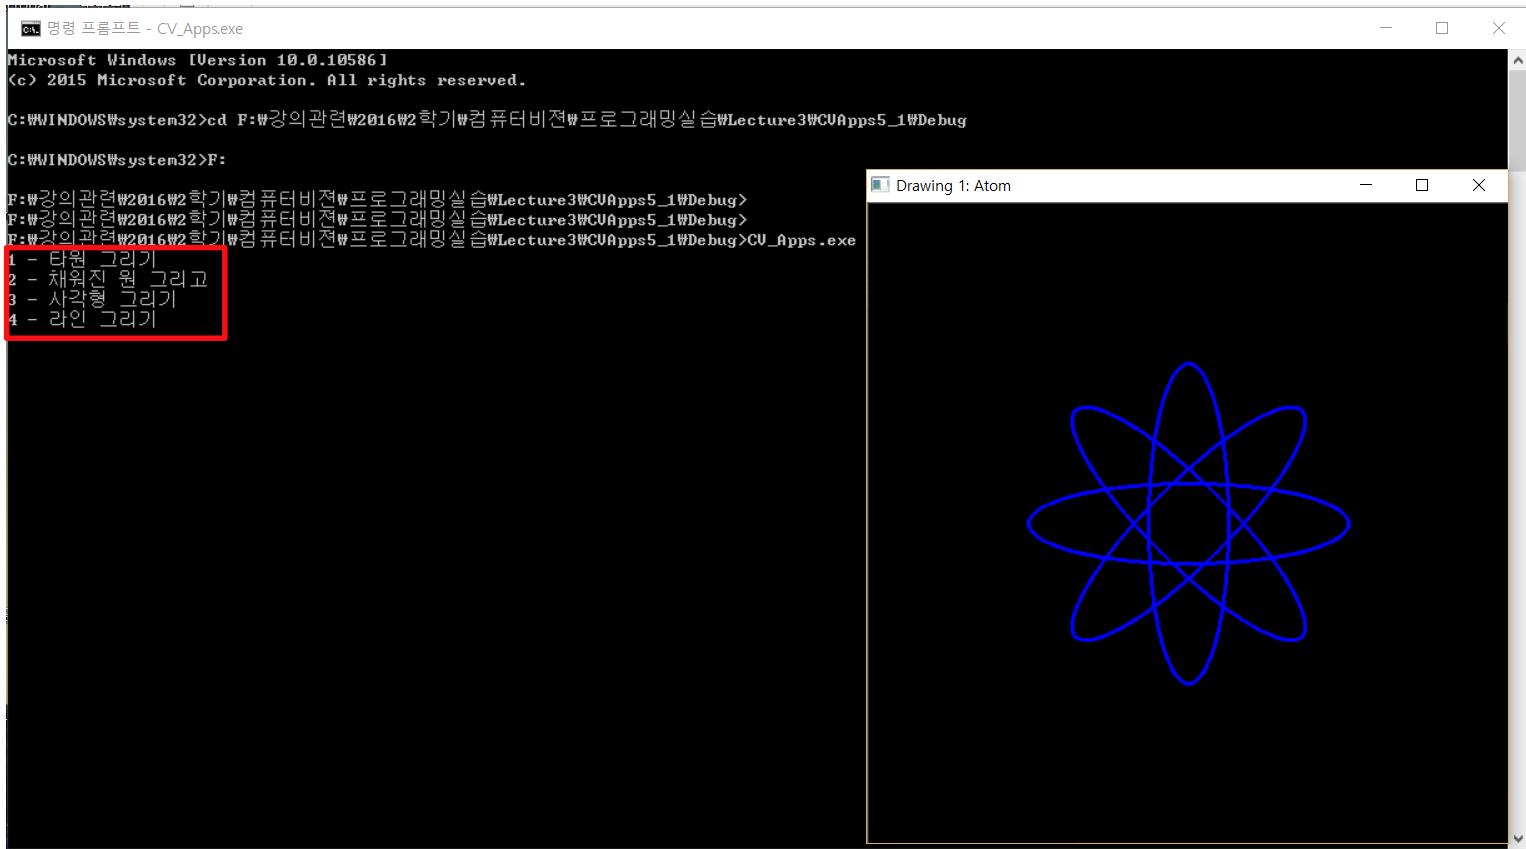 명령 프롬프트 - CV_Apps.exe
Microsoft Windows [Version 10.0.10586]
(c) 2015 Microsoft Corporation. All rights reserved.
C:₩WINDOWS₩system32>cd F:₩강의관련₩2016₩2학기₩컴퓨터비젼₩프로그래밍실습₩Lecture3₩CVApps5_1₩Debug
C:₩WINDOWS₩system32>F:
F:₩강의관련₩2016₩2학기₩컴퓨터비젼₩프로그래밍실습₩Lecture3₩CVApps5_1₩Debug>
F:₩강의관련₩2016₩2학기₩컴퓨터비젼₩프로그래밍실습₩Lecture3₩CVApps5_1₩Debug>
F:₩강의관련₩2016₩2학기₩컴퓨터비젼₩프로그래밍실습₩Lecture3₩CVApps5_1₩Debug>CV_Apps.exe
1 - 타원 그리기
2 - 채워진 원 그리고
3 - 사각형 그리기
4 - 라인 그리기
Drawing 1: Atom